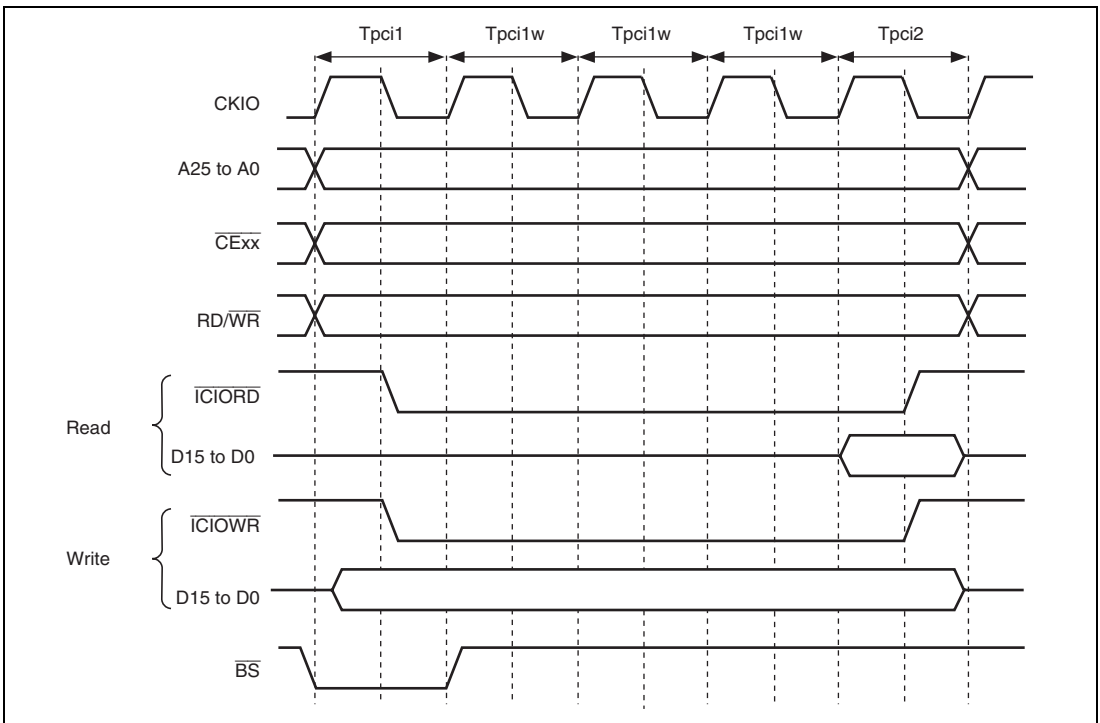 Tpci1 Tpci1w Tpci1w Tpci1w Tpci2
CKIO
A25 to A0
CExx
RD/WR
ICIORD
Read
D15 to D0
ICIOWR
Write
D15 to D0
BS